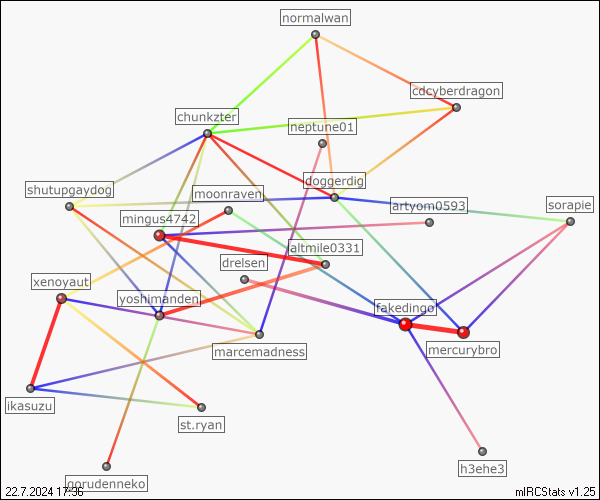 normalwan
cdcyberdragon
chunkzter
neptune01
shutupgaydog
moonraven
doggerdig
artyom0593
sorapie
mingus4742
altmile0331
drelsen
xenoyaut
yoshimanden
fakedingo
mercurybro
marcemadness
ikasuzu
st.ryan
h3ehe3
gorudenneko
22.7.2024 17:36
mIRCStats v1.25